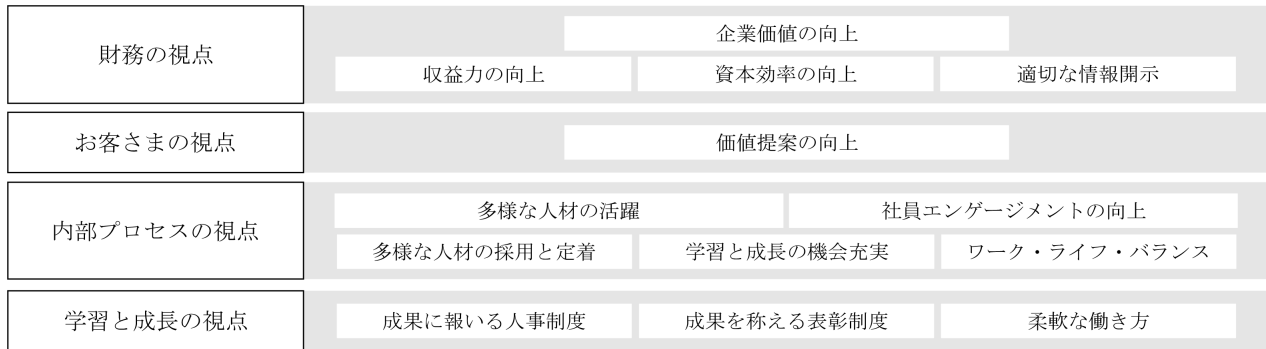 財務の視点
企業価値の向上
収益力の向上
資本効率の向上
適切な情報開示
お客さまの視点
価値提案の向上
内部プロセスの視点
多様な人材の活躍
社員エンゲージメントの向上
多様な人材の採用と定着
学習と成長の機会充実
ワーク・ライフ・バランス
学習と成長の視点
成果に報いる人事制度
成果を称える表彰制度
柔軟な働き方